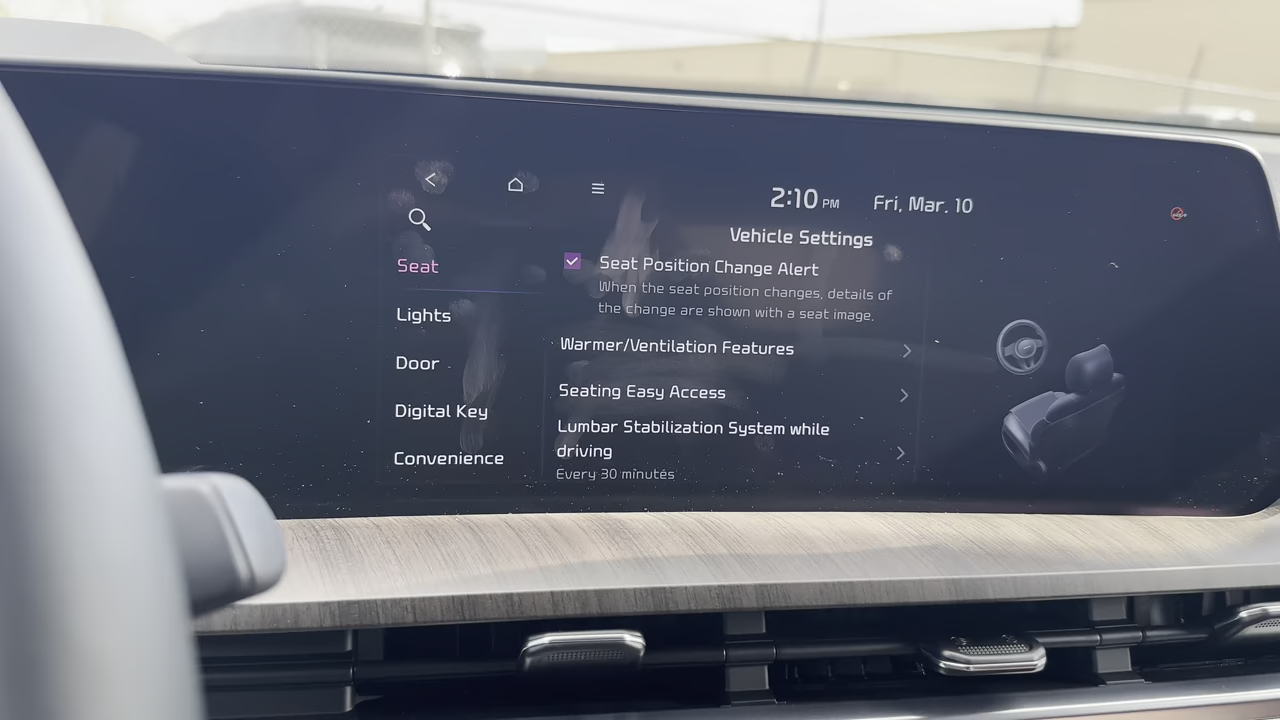 2:10 PM Fri, Mar. 10
Vehicle Settings
Seat
Lights
Door
Digital Key
Convenience
Seat Position Change Alert
When the seat position changes, details of
the change are shown with a seat image.
Warmer/Ventilation Features
Seating Easy Access
Lumbar Stabilization System while
driving
Every 30 minutes